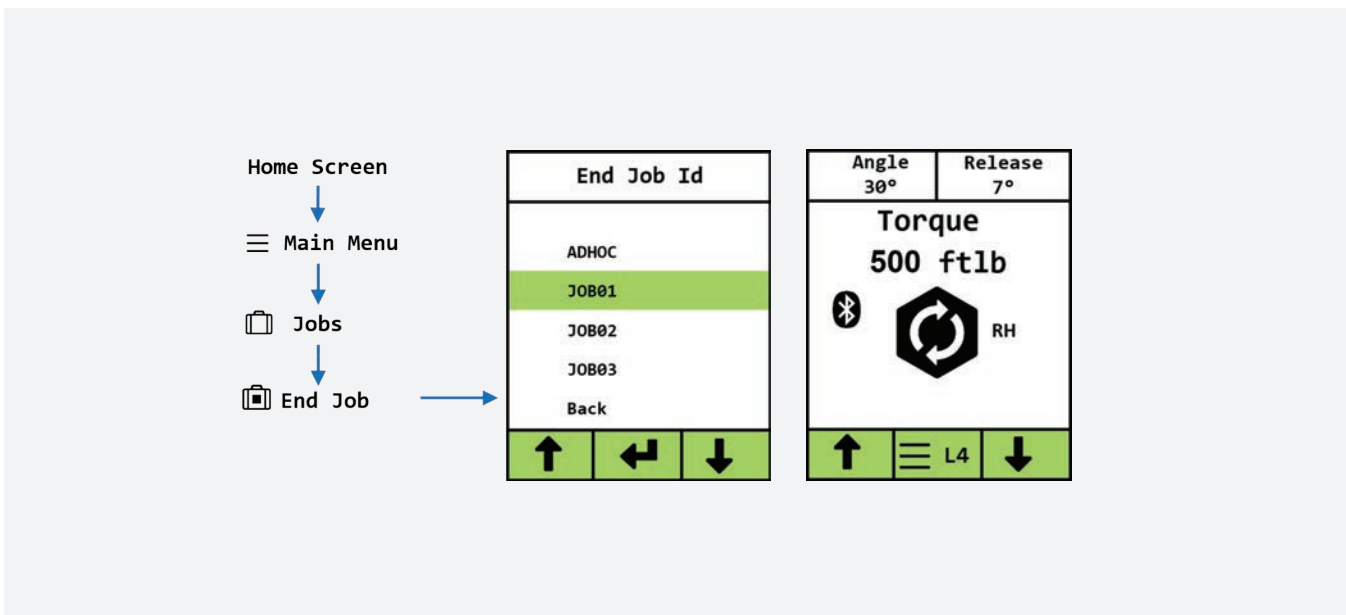 Home Screen
Main Menu
Jobs
End Job
End Job Id
ADHOC
JOB01
JOB02
JOB03
Back
Angle
30°
Release
7°
Torque
500 ftlb
RH
L4